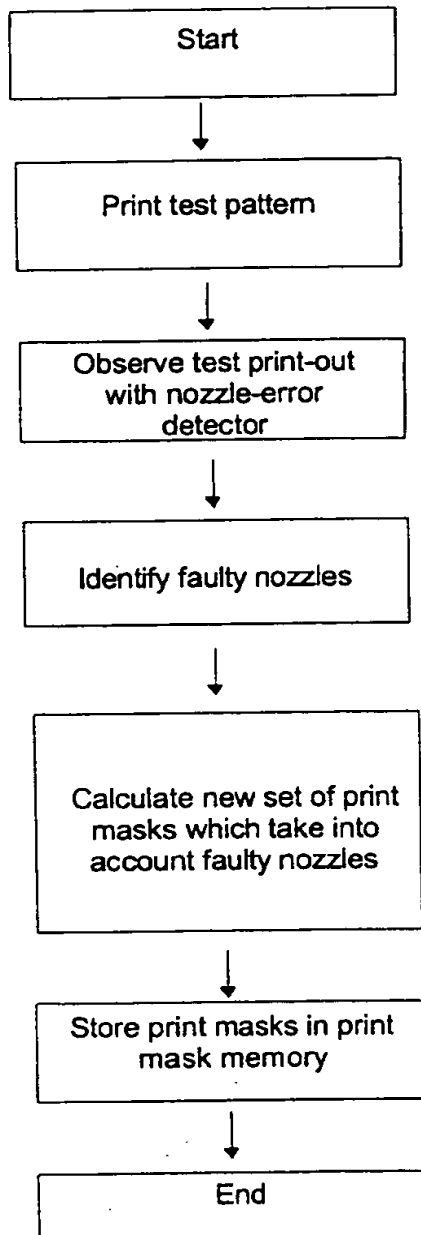 Start
Print test pattern
Observe test print-out
with nozzle-error
detector
Identify faulty nozzles
Calculate new set of print
masks which take into
account faulty nozzles
Store print masks in print
mask memory
End